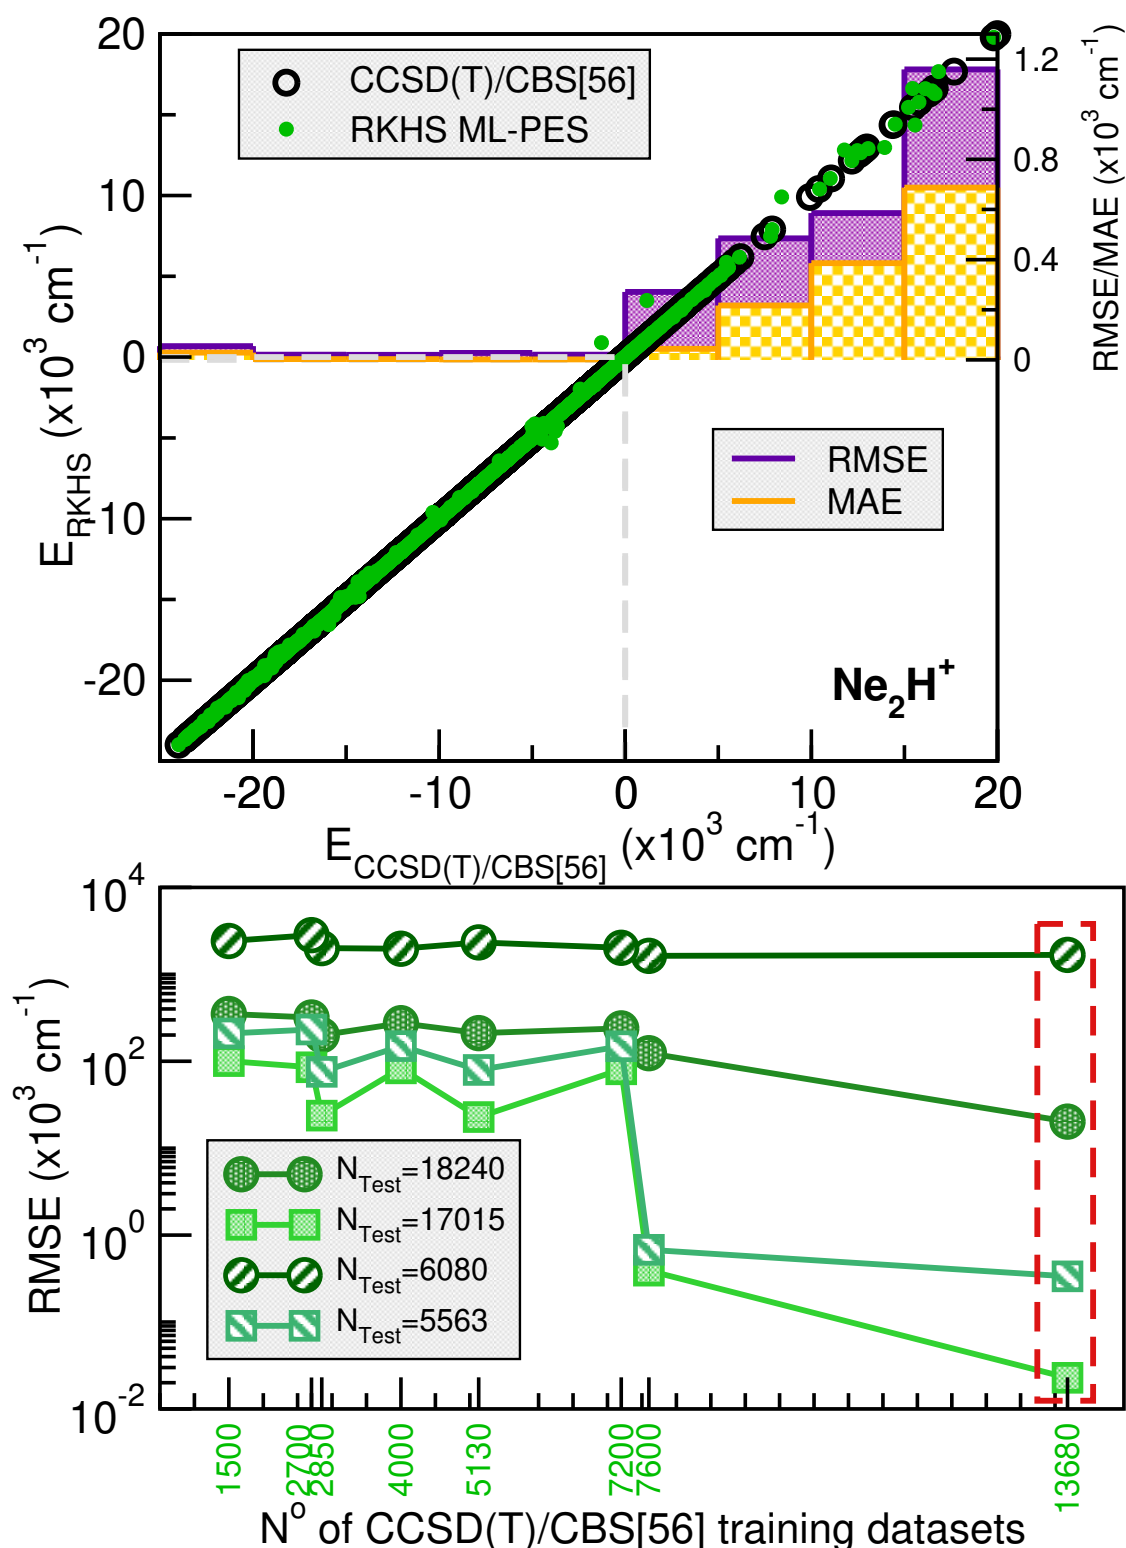 20
10
0
-10
-20
E_RKHS (x10^3 cm^-1)
CCSD(T)/CBS[56]
RKHS ML-PES
1.2
0.8
0.4
0
RMSE/MAE (x10^3 cm^-1)
RMSE
MAE
Ne_2H^+
-20 -10 0 10 20
E_CCSD(T)/CBS[56] (x10^3 cm^-1)
10^4
10^2
10^0
10^-2
RMSE (x10^3 cm^-1)
N_Test=18240
N_Test=17015
N_Test=6080
N_Test=5563
1500 2700 2850 4000 5130 7200 7600 13680
N^o of CCSD(T)/CBS[56] training datasets